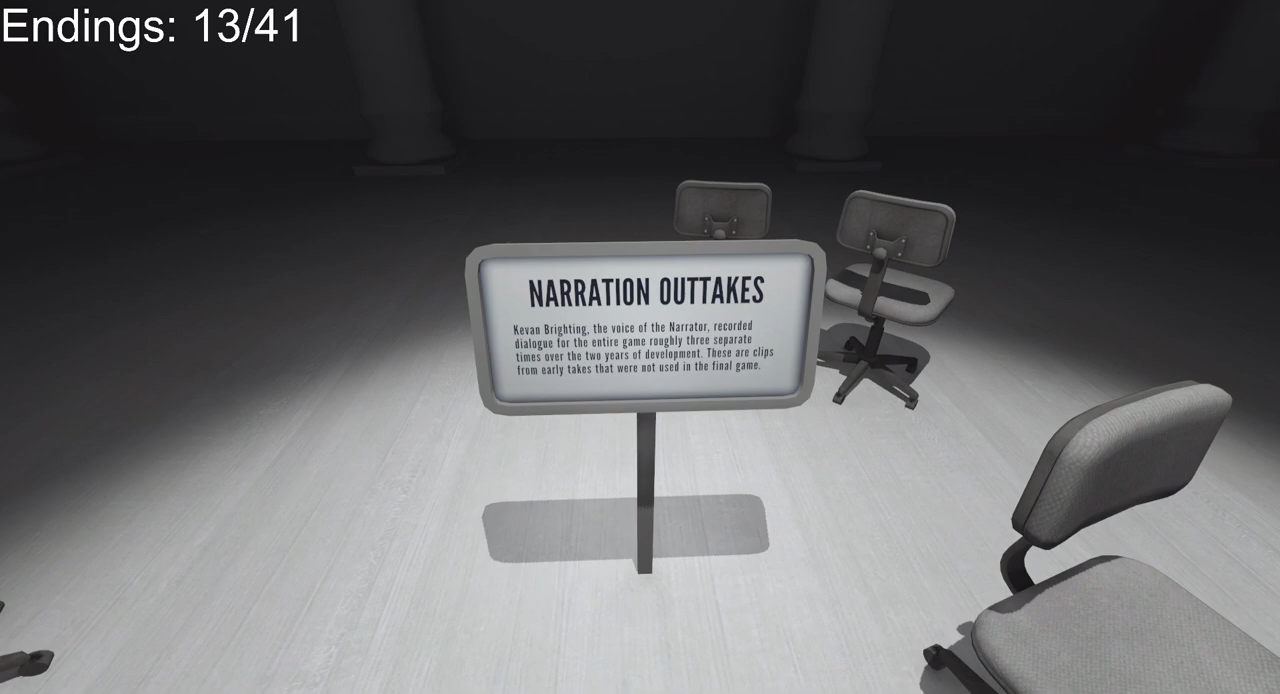 Endings: 13/41
NARRATION OUTTAKES
Kevan Brighting, the voice of the Narrator, recorded
dialogue for the entire game roughly three separate
times over the two years of development. These are clips
from early takes that were not used in the final game.